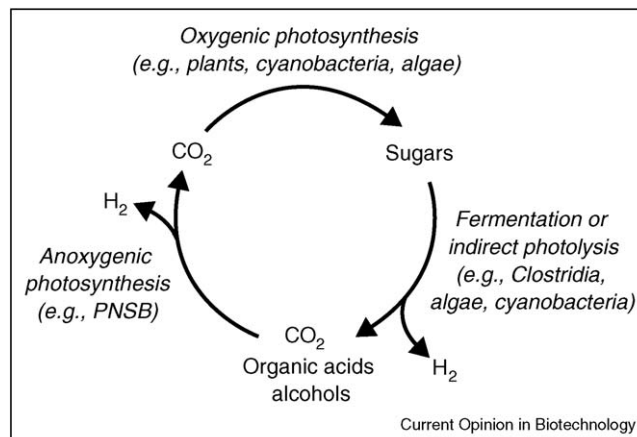 Oxygenic photosynthesis
(e.g., plants, cyanobacteria, algae)
CO₂
Sugars
H₂
Anoxygenic
photosynthesis
(e.g., PNSB)
Fermentation or
indirect photolysis
(e.g., Clostridia,
algae, cyanobacteria)
CO₂
Organic acids
alcohols
H₂
Current Opinion in Biotechnology